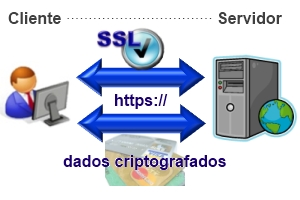 Cliente Servidor
SSL
https://
dados criptografados